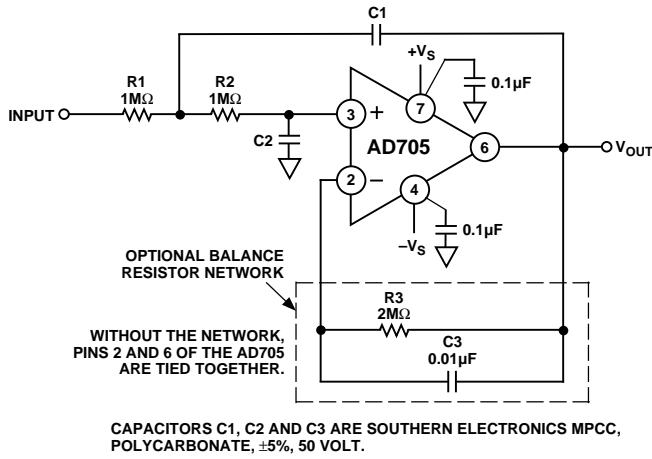 C1
+VS
R1
1MΩ
R2
1MΩ
0.1µF
INPUT
3
+
7
C2
AD705
6
VOUT
2
−
4
0.1µF
−VS
OPTIONAL BALANCE
RESISTOR NETWORK
R3
2MΩ
WITHOUT THE NETWORK,
PINS 2 AND 6 OF THE AD705
ARE TIED TOGETHER.
C3
0.01µF
CAPACITORS C1, C2 AND C3 ARE SOUTHERN ELECTRONICS MPCC,
POLYCARBONATE, ±5%, 50 VOLT.